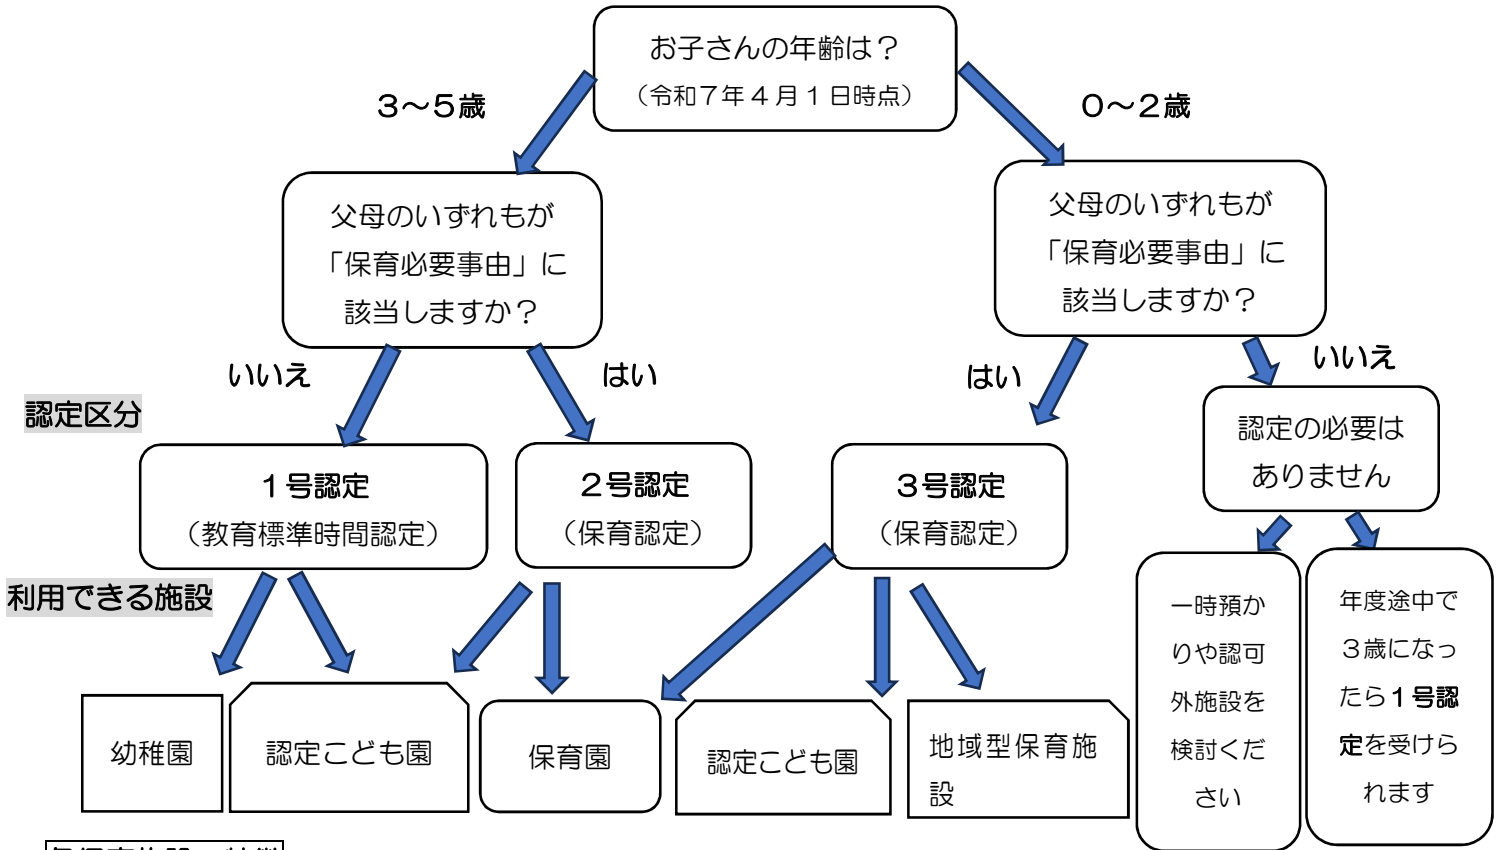 お子さんの年齢は？
（令和７年４月１日時点）
３～５歳
０～２歳
父母のいずれもが
「保育必要事由」に
該当しますか？
父母のいずれもが
「保育必要事由」に
該当しますか？
いいえ
はい
はい
いいえ
認定区分
１号認定
（教育標準時間認定）
２号認定
（保育認定）
３号認定
（保育認定）
認定の必要は
ありません
利用できる施設
幼稚園
認定こども園
保育園
認定こども園
地域型保育施
設
一時預か
りや認可
外施設を
検討くだ
さい
年度途中で
３歳になっ
たら１号認
定を受けら
れます